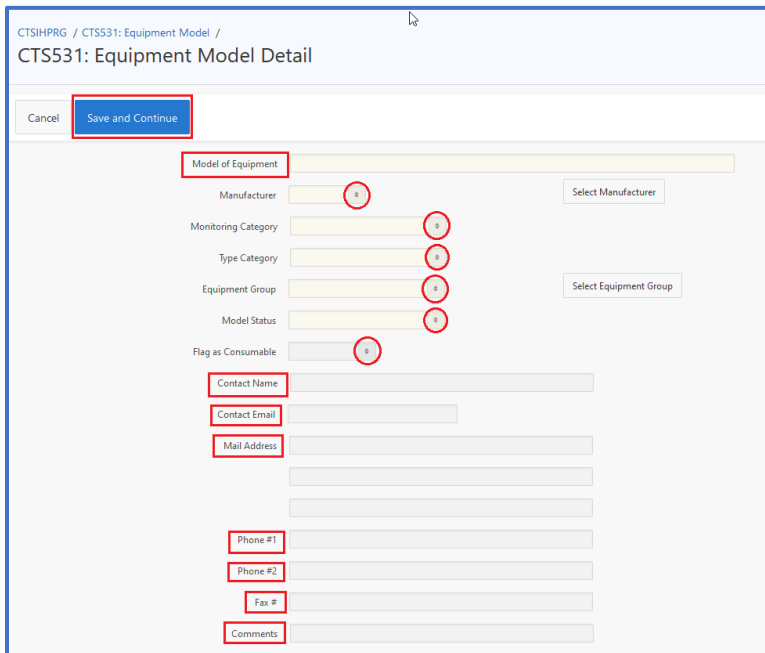 CTSIHPRG / CTS531: Equipment Model /
CTS531: Equipment Model Detail
Cancel Save and Continue
Model of Equipment
Manufacturer Select Manufacturer
Monitoring Category
Type Category
Equipment Group Select Equipment Group
Model Status
Flag as Consumable
Contact Name
Contact Email
Mail Address
Phone #1
Phone #2
Fax #
Comments